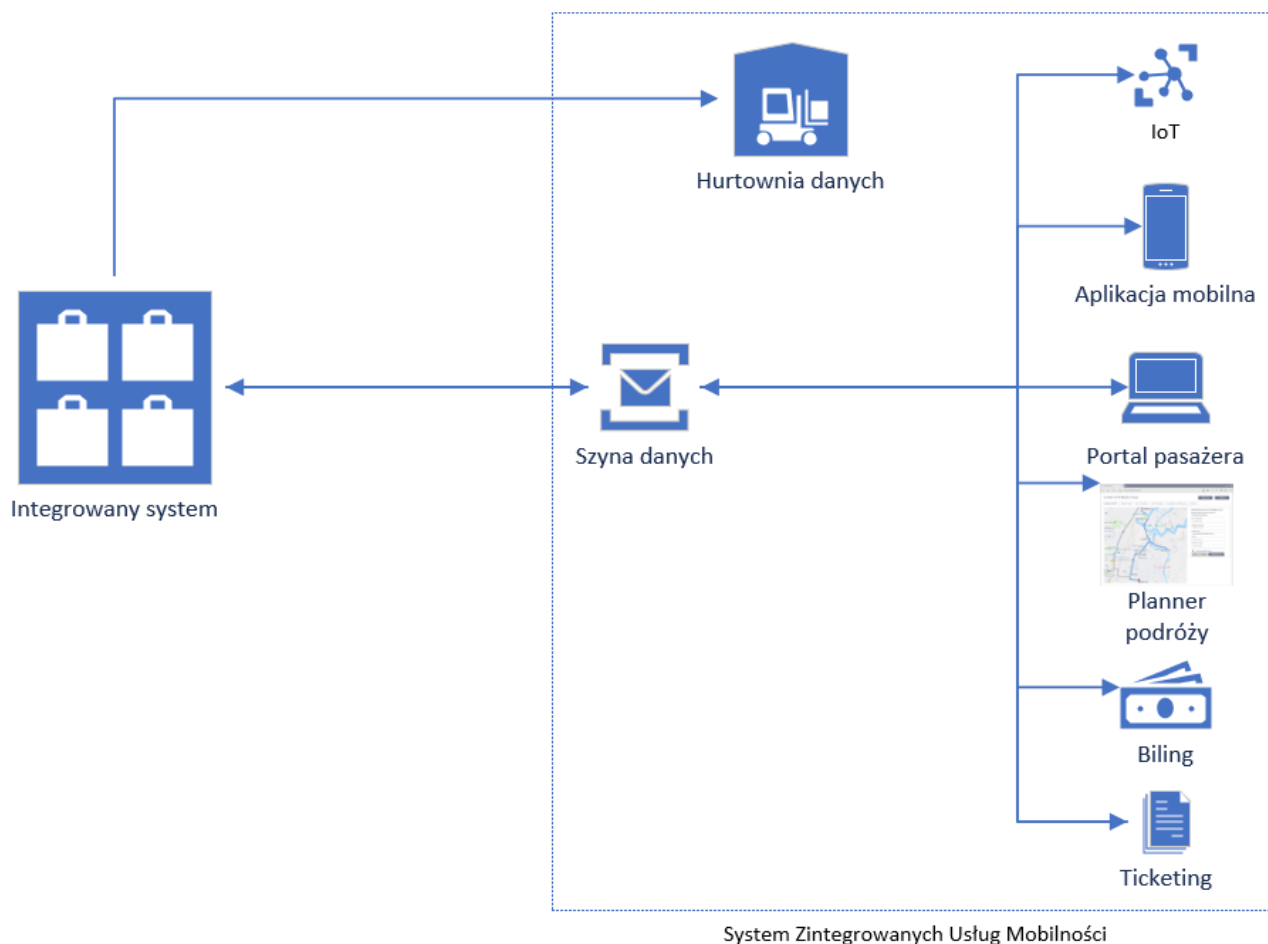 IoT
Hurtownia danych
Aplikacja mobilna
Szyna danych
Portal pasażera
Integrowany system
Planner
podróży
Biling
Ticketing
System Zintegrowanych Usług Mobilności